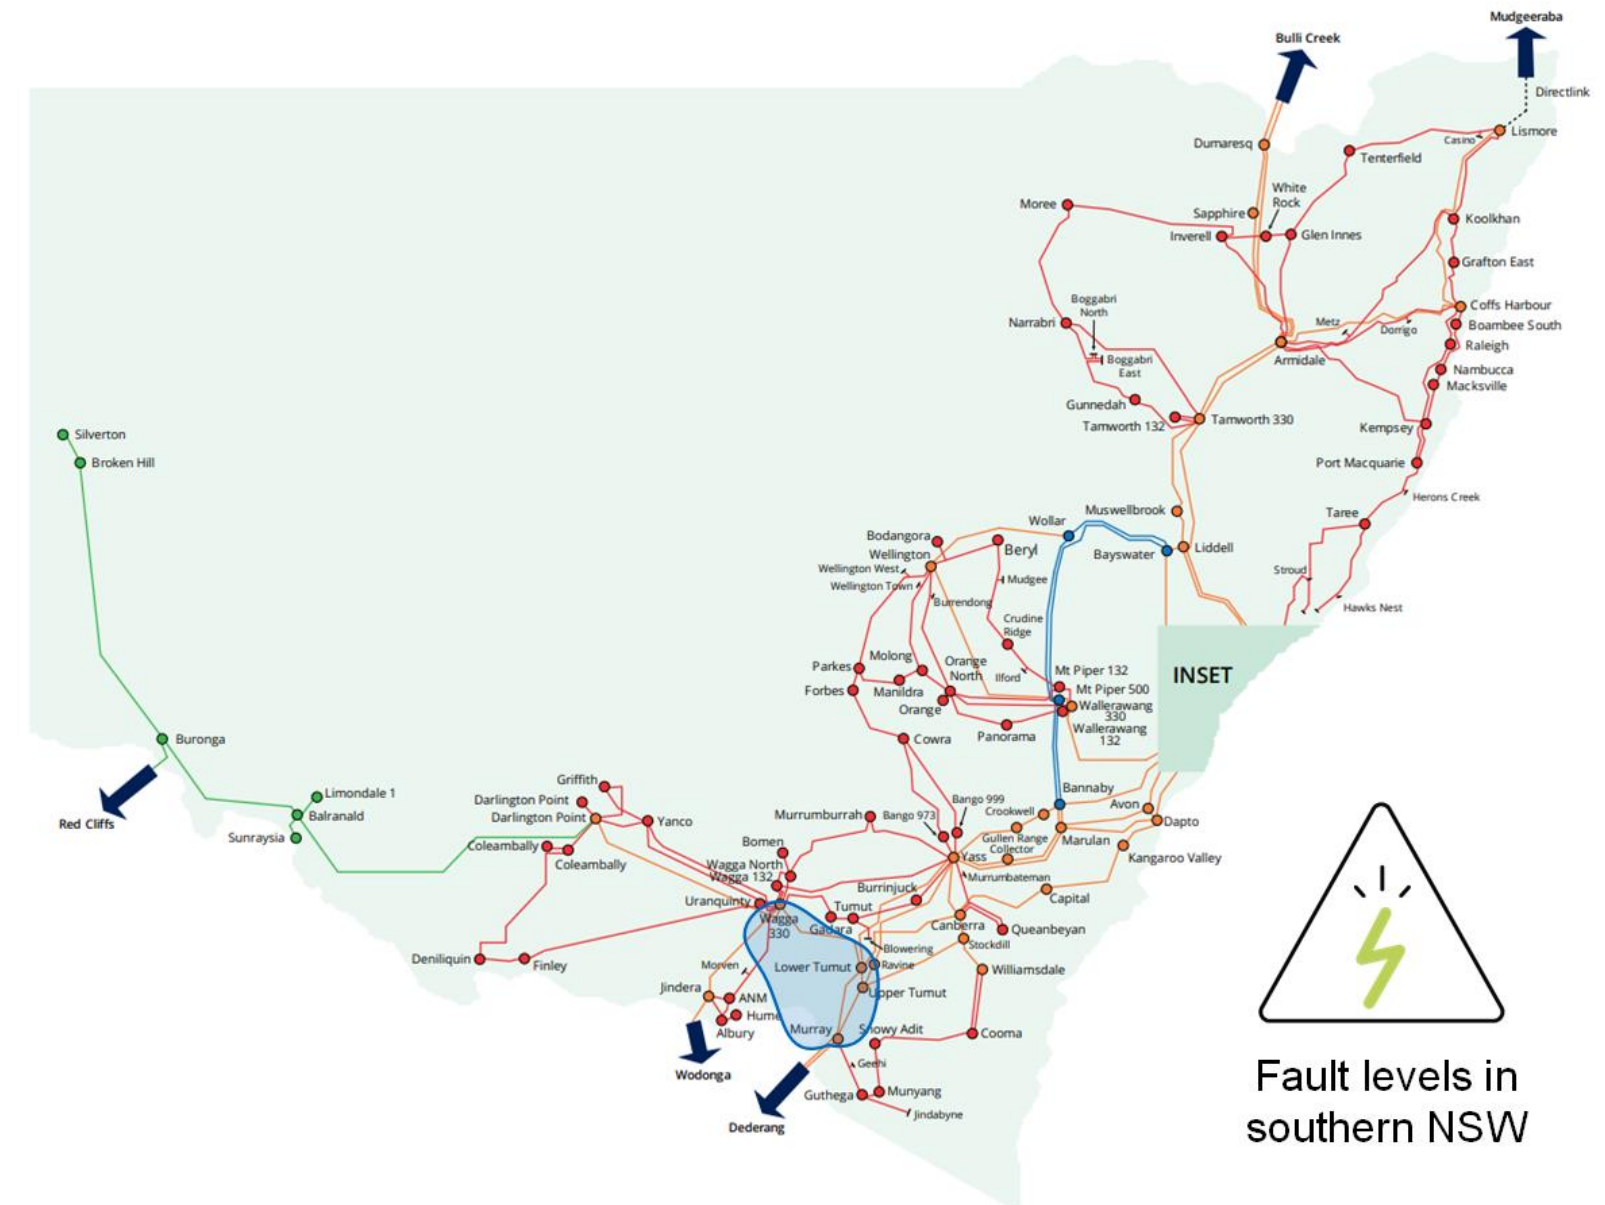 Mudgeeraba
Bulli Creek
Directlink
Lismore
Casino
Dumaresq
Tenterfield
White
Rock
Moree
Sapphire
Koolkhan
Inverell
Glen Innes
Grafton East
Boggabri
North
Coffs Harbour
Metz
Dorrigo
Boambee South
Narrabri
Raleigh
Boggabri
East
Armidale
Nambucca
Macksville
Gunnedah
Tamworth 132
Tamworth 330
Kempsey
Silverton
Broken Hill
Port Macquarie
Herons Creek
Taree
Muswellbrook
Wollar
Bodangora
Beryl
Bayswater
Liddell
Wellington
Wellington West
Wellington Town
Mudgee
Stroud
Burrendong
Hawks Nest
Crudine
Ridge
INSET
Molong
Parkes
Orange
North
Ilford
Mt Piper 132
Forbes
Manildra
Mt Piper 500
Orange
Wallerawang
330
Panorama
Wallerawang
132
Cowra
Buronga
Red Cliffs
Griffith
Limondale 1
Darlington Point
Darlington Point
Balranald
Sunraysia
Yanco
Murrumburrah
Bango 973
Bango 999
Bannaby
Crookwell
Avon
Dapto
Gullen Range
Collector
Marulan
Kangaroo Valley
Coleambally
Coleambally
Bomen
Wagga North
Wagga 132
Yass
Murrumbateman
Burrinjuck
Capital
Uranquinty
Wagga
330
Tumut
Gadara
Canberra
Queanbeyan
Stockdill
Blowering
Deniliquin
Finley
Morven
Lower Tumut
Ravine
Williamsdale
Jindera
ANM
Upper Tumut
Hume
Albury
Murray
Snowy Adit
Cooma
Wodonga
Geehi
Guthega
Munyang
Jindabyne
Dederang
Fault levels in
southern NSW